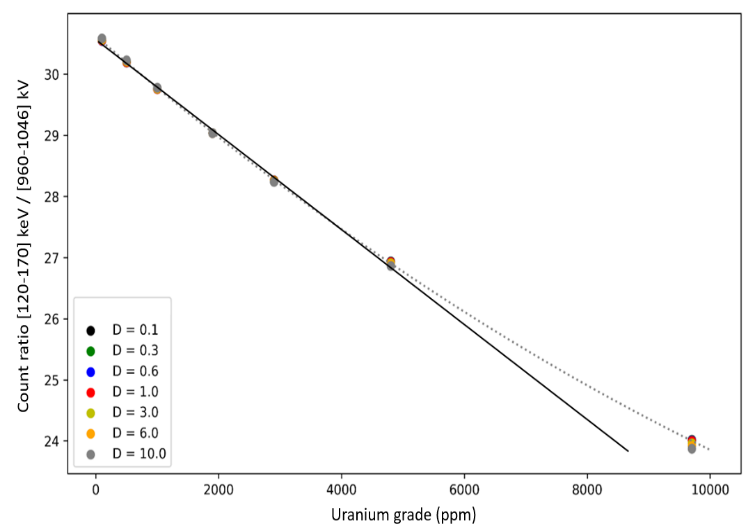 Count ratio [120-170] keV / [960-1046] kV
30
29
28
27
26
25
24
D = 0.1
D = 0.3
D = 0.6
D = 1.0
D = 3.0
D = 6.0
D = 10.0
0 2000 4000 6000 8000 10000
Uranium grade (ppm)